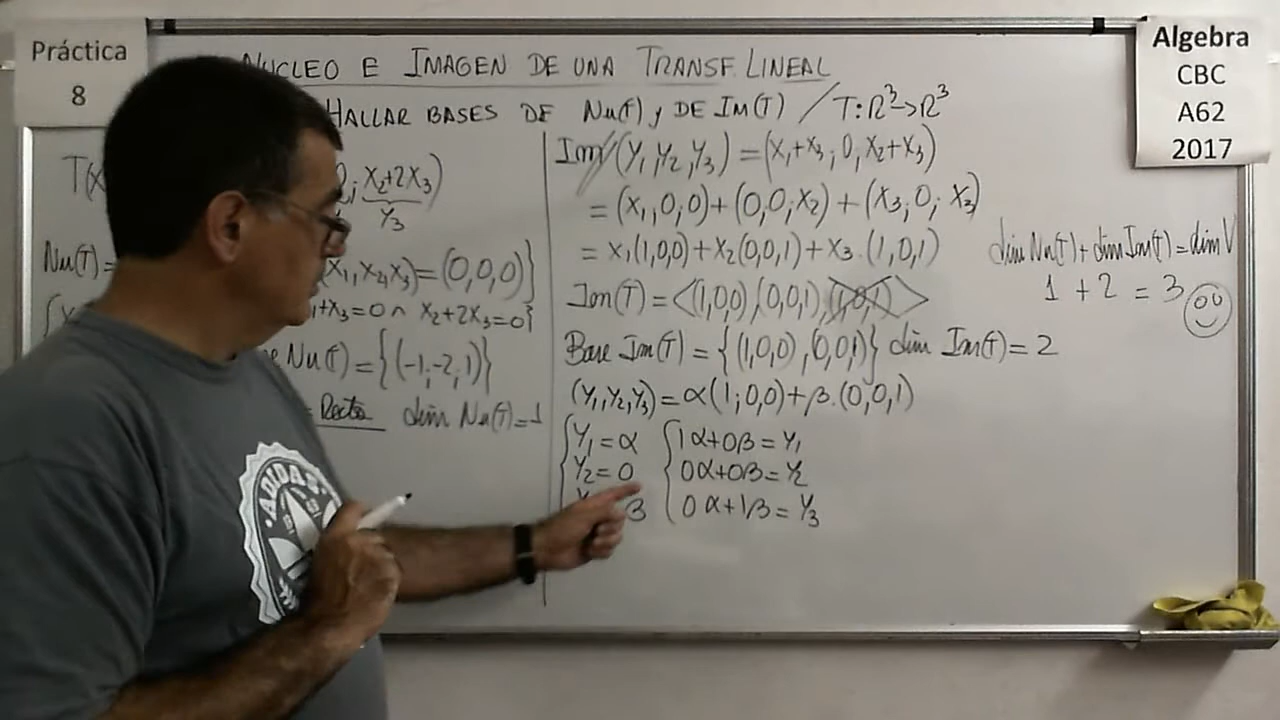 Práctica
8
Algebra
CBC
A62
2017
NUCLEO E IMAGEN DE UNA TRANSF. LINEAL
HALLAR BASES DE Nu(T) y DE Im(T) / T: R³->R³
T(x
X₂+2X₃)
Y₃
Nu(T)=
(X₁,X₂,X₃)=(0,0,0)}
₁+X₃=0 ∩ X₂+2X₃=0}
Nu(T)={(-1;-2;1)}
= Recta dim Nu(T)=1
Im/(Y₁,Y₂,Y₃)=(X₁+X₃;0,X₂+X₃)
=(X₁,0;0)+(0;0;X₂)+(X₃;0;X₃)
=X₁(1,0,0)+X₂(0,0,1)+X₃.(1,0,1)
Im(T)=<(1,0,0),(0,0,1),(1,0,1)>
Base Im(T)={(1,0,0),(0,0,1)} dim Im(T)=2
(Y₁,Y₂,Y₃)=α(1;0;0)+β.(0,0,1)
{Y₁=α {1α+0β=Y₁
Y₂=0 0α+0β=Y₂
β 0α+1β=Y₃
dim Nu(T)+dim Im(T)=dim V
1+2=3
ADIDAS